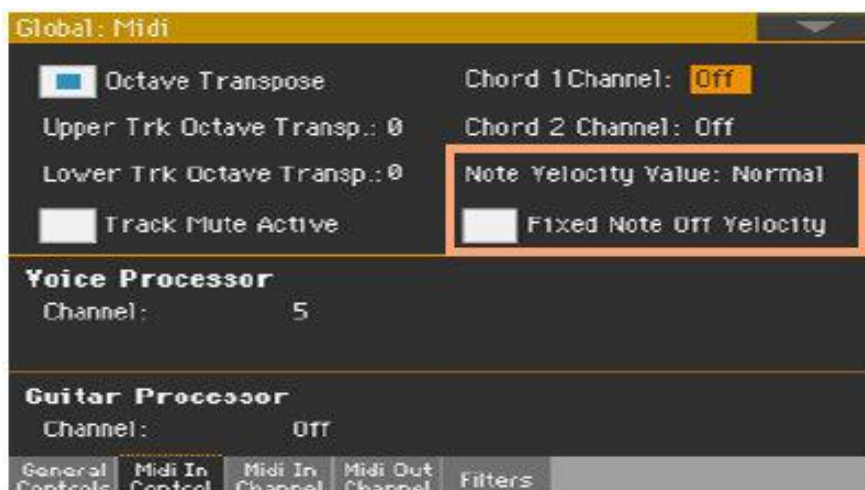 Global: Midi
Octave Transpose
Chord 1 Channel: Off
Upper Trk Octave Transp.: 0
Chord 2 Channel: Off
Lower Trk Octave Transp.: 0
Note Velocity Value: Normal
Track Mute Active
Fixed Note Off Velocity
Voice Processor
Channel: 5
Guitar Processor
Channel: Off
General Controls
Midi In Control
Midi In Channel
Midi Out Channel
Filters